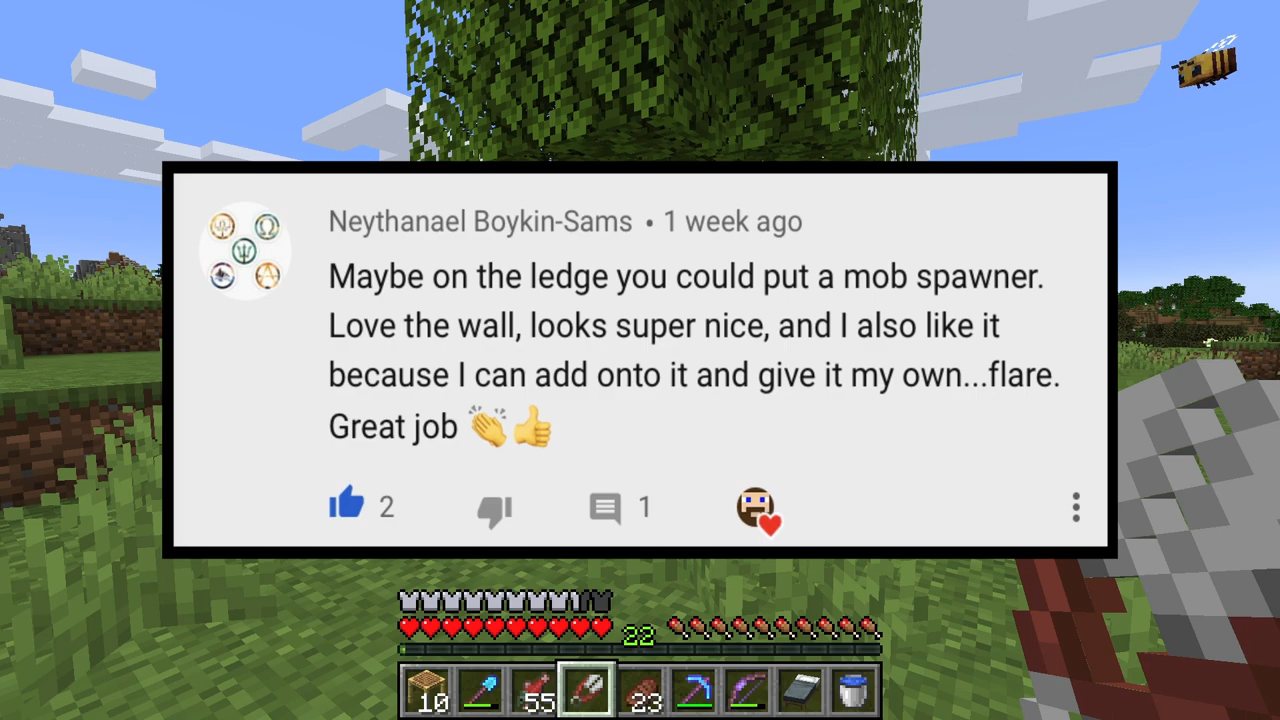 Neythanael Boykin-Sams • 1 week ago
Maybe on the ledge you could put a mob spawner.
Love the wall, looks super nice, and I also like it
because I can add onto it and give it my own...flare.
Great job 👏👍
2 1
22
10 55 23